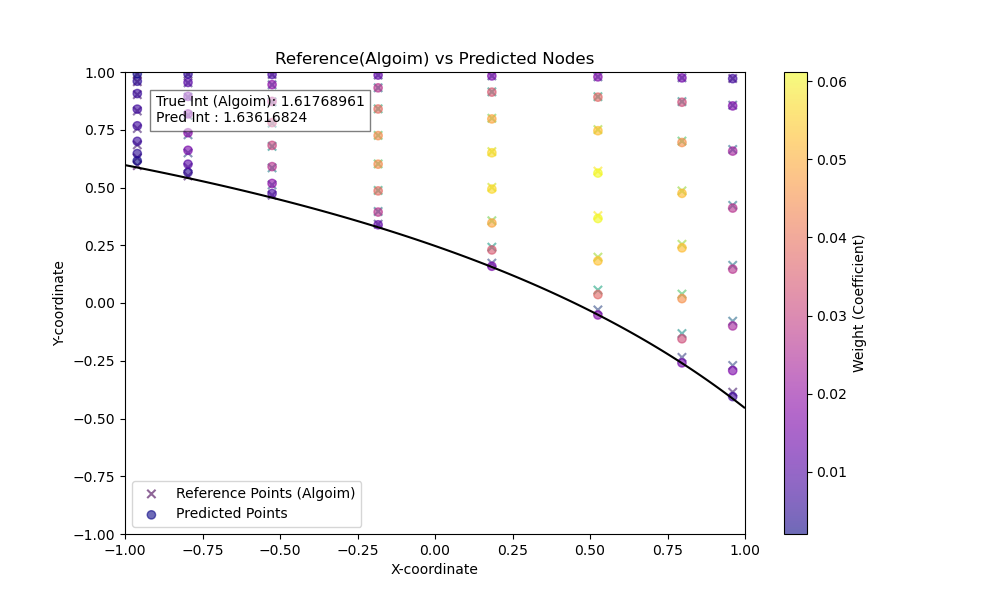 Reference(Algoim) vs Predicted Nodes
True Int (Algoim): 1.61768961
Pred Int : 1.63616824
Y-coordinate
1.00
0.75
0.50
0.25
0.00
−0.25
−0.50
−0.75
−1.00
Reference Points (Algoim)
Predicted Points
−1.00 −0.75 −0.50 −0.25 0.00 0.25 0.50 0.75 1.00
X-coordinate
0.06
0.05
0.04
0.03
0.02
0.01
Weight (Coefficient)